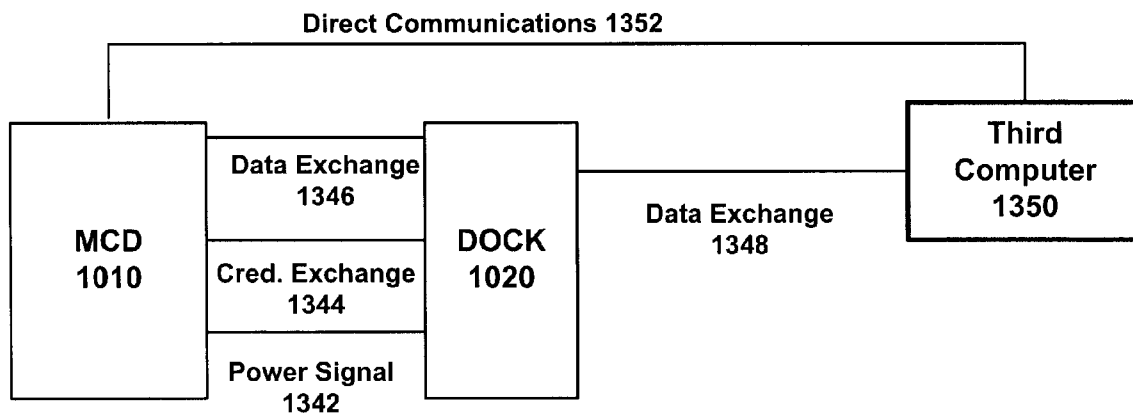 Direct Communications 1352
MCD
1010
Data Exchange
1346
Cred. Exchange
1344
Power Signal
1342
DOCK
1020
Data Exchange
1348
Third
Computer
1350